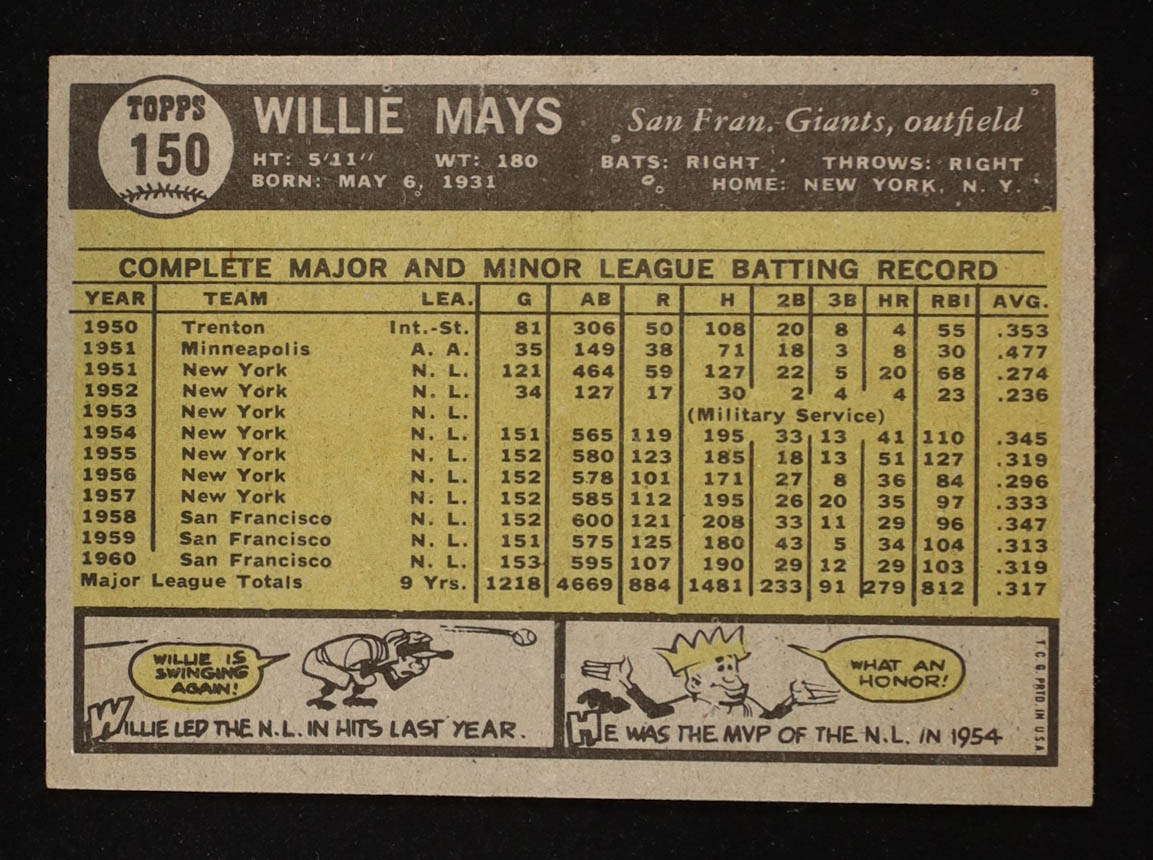 TOPPS
150
WILLIE MAYS
San Fran. Giants, outfield
HT: 5'11" WT: 180 BATS: RIGHT THROWS: RIGHT
BORN: MAY 6, 1931 HOME: NEW YORK, N. Y.
COMPLETE MAJOR AND MINOR LEAGUE BATTING RECORD
YEAR TEAM LEA. G AB R H 2B 3B HR RBI AVG.
1950 Trenton Int.-St. 81 306 50 108 20 8 4 55 .353
1951 Minneapolis A. A. 35 149 38 71 18 3 8 30 .477
1951 New York N. L. 121 464 59 127 22 5 20 68 .274
1952 New York N. L. 34 127 17 30 2 4 4 23 .236
1953 New York N. L. (Military Service)
1954 New York N. L. 151 565 119 195 33 13 41 110 .345
1955 New York N. L. 152 580 123 185 18 13 51 127 .319
1956 New York N. L. 152 578 101 171 27 8 36 84 .296
1957 New York N. L. 152 585 112 195 26 20 35 97 .333
1958 San Francisco N. L. 152 600 121 208 33 11 29 96 .347
1959 San Francisco N. L. 151 575 125 180 43 5 34 104 .313
1960 San Francisco N. L. 153 595 107 190 29 12 29 103 .319
Major League Totals 9 Yrs. 1218 4669 884 1481 233 91 279 812 .317
WILLIE IS
SWINGING
AGAIN!
WILLIE LED THE N.L. IN HITS LAST YEAR.
WHAT AN
HONOR!
HE WAS THE MVP OF THE N.L. IN 1954
T. C. G. PRTD. IN U S A